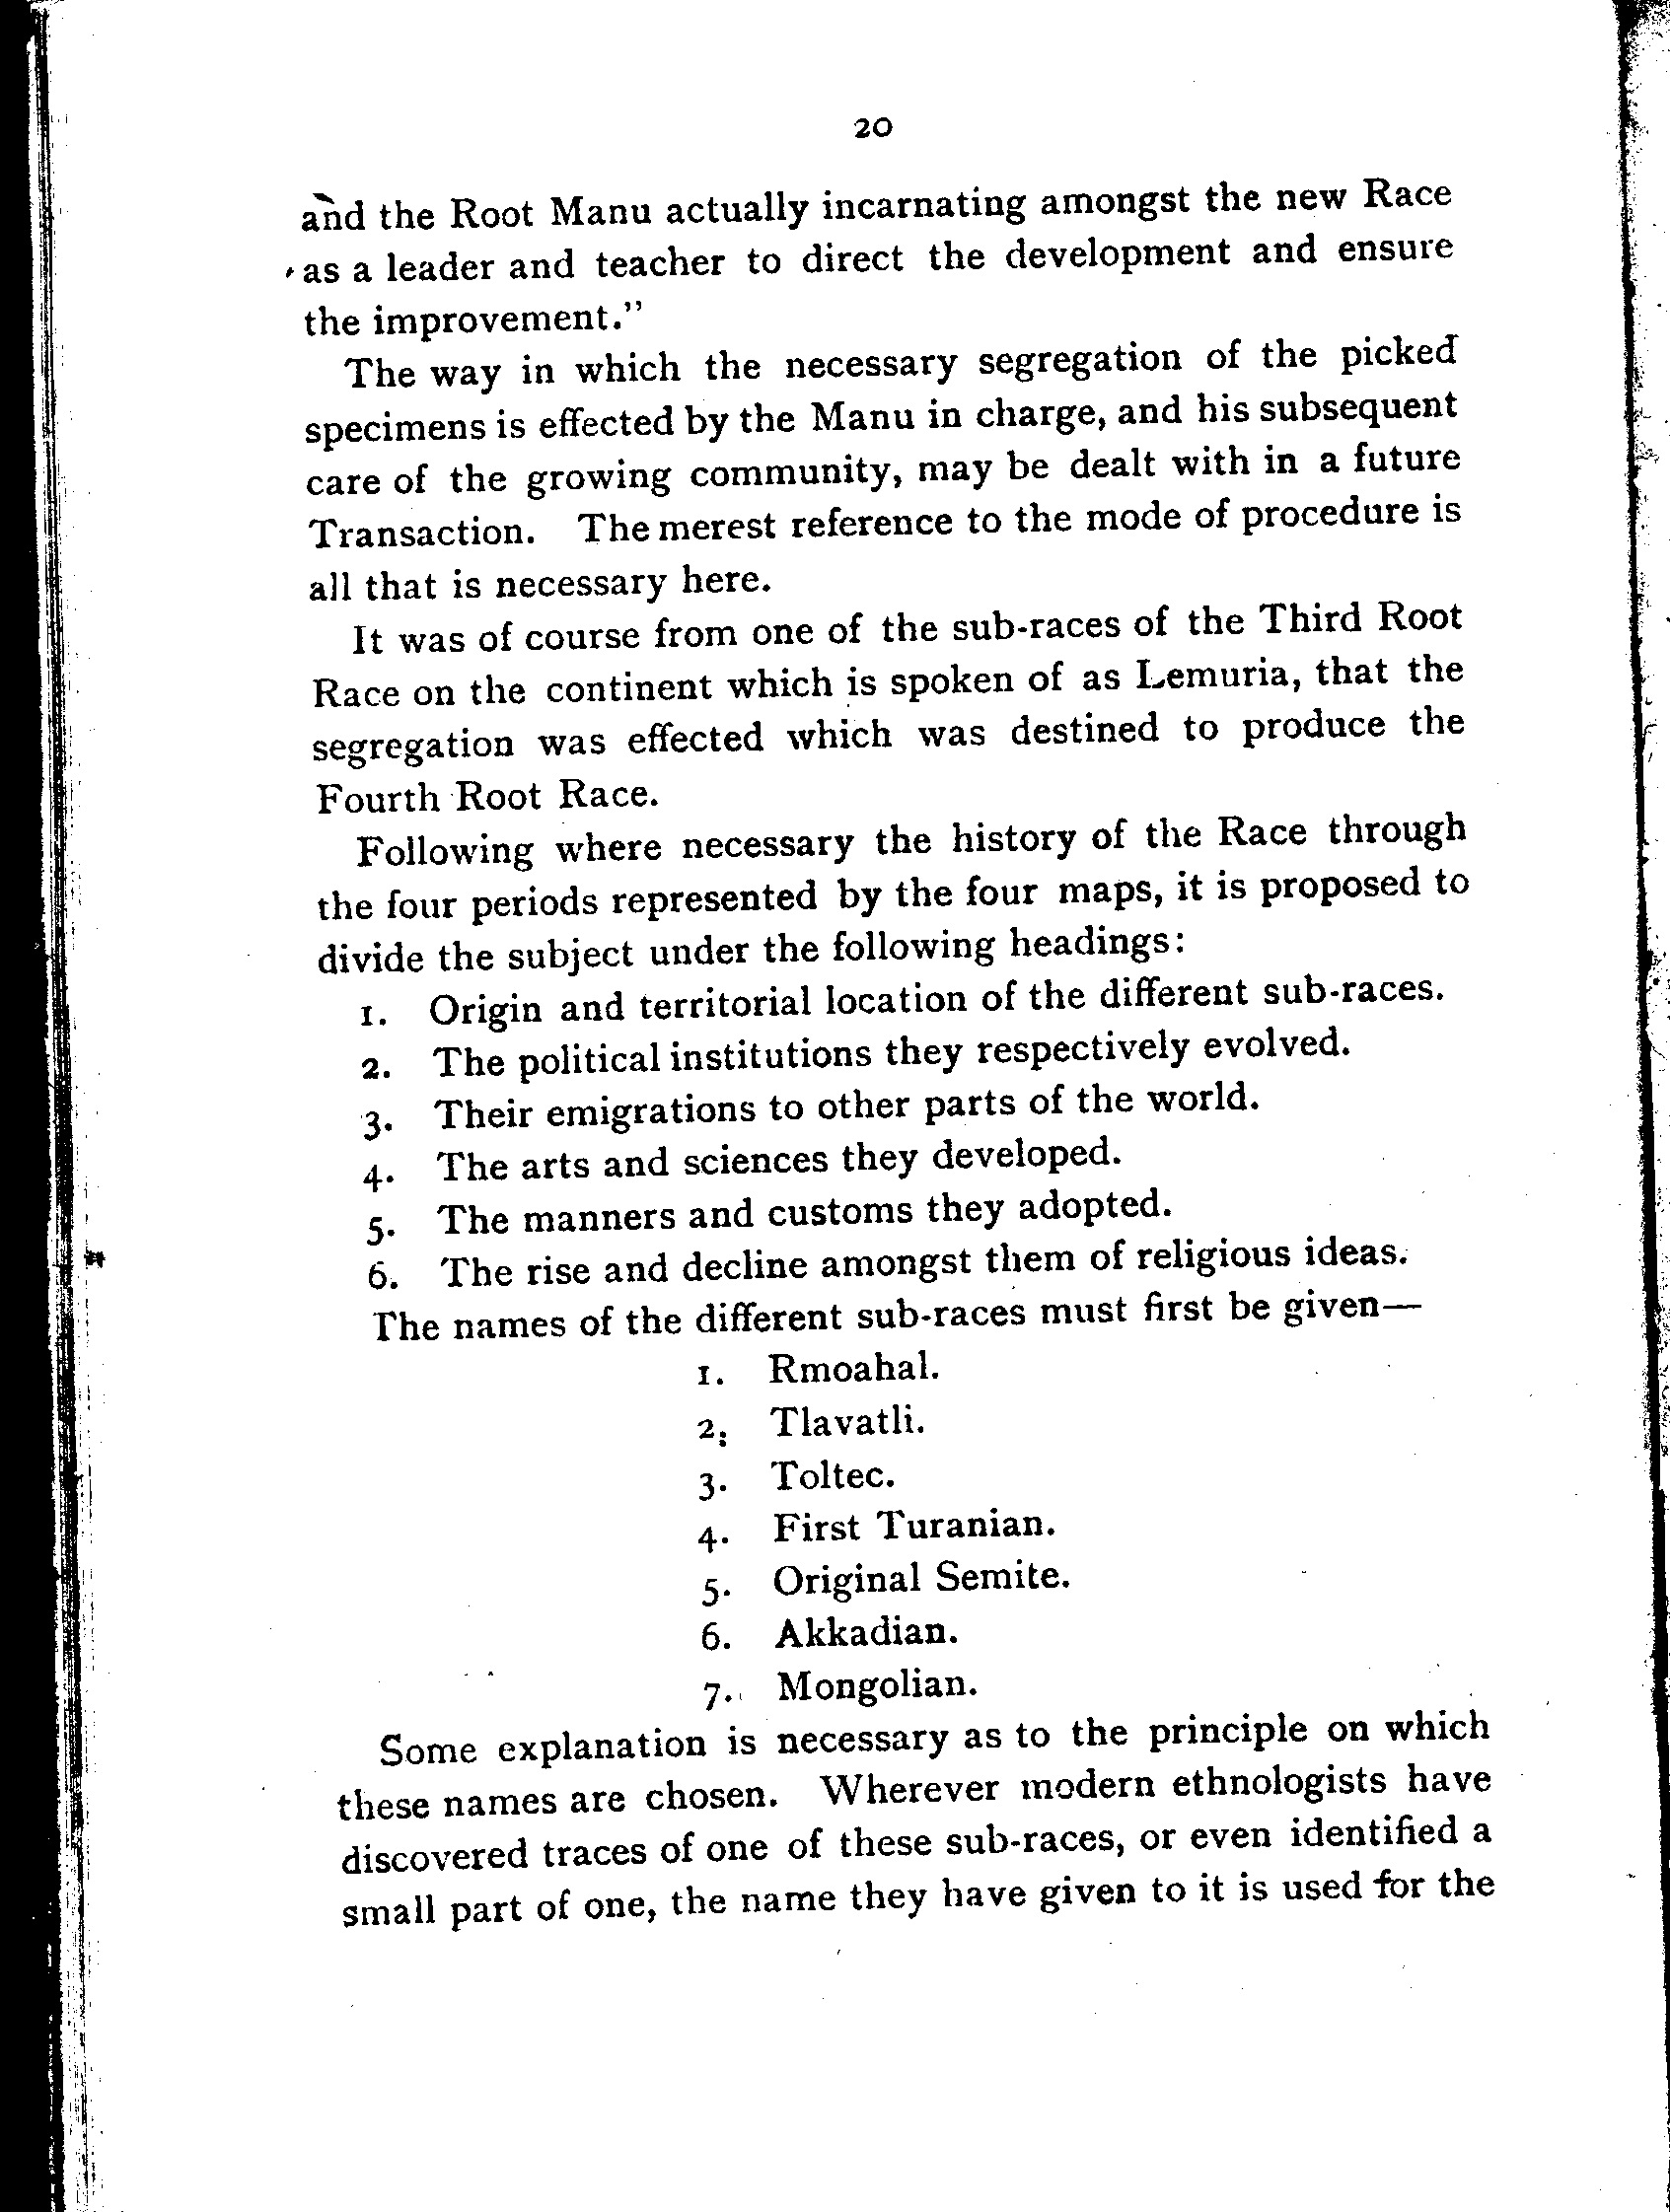 20
and the Root Manu actually incarnating amongst the new Race
as a leader and teacher to direct the development and ensure
the improvement."
The way in which the necessary segregation of the picked
specimens is effected by the Manu in charge, and his subsequent
care of the growing community, may be dealt with in a future
Transaction. The merest reference to the mode of procedure is
all that is necessary here.
It was of course from one of the sub-races of the Third Root
Race on the continent which is spoken of as Lemuria, that the
segregation was effected which was destined to produce the
Fourth Root Race.
Following where necessary the history of the Race through
the four periods represented by the four maps, it is proposed to
divide the subject under the following headings:
1. Origin and territorial location of the different sub-races.
2. The political institutions they respectively evolved.
3. Their emigrations to other parts of the world.
4. The arts and sciences they developed.
5. The manners and customs they adopted.
6. The rise and decline amongst them of religious ideas.
The names of the different sub-races must first be given—
1. Rmoahal.
2. Tlavatli.
3. Toltec.
4. First Turanian.
5. Original Semite.
6. Akkadian.
7. Mongolian.
Some explanation is necessary as to the principle on which
these names are chosen. Wherever modern ethnologists have
discovered traces of one of these sub-races, or even identified a
small part of one, the name they have given to it is used for the